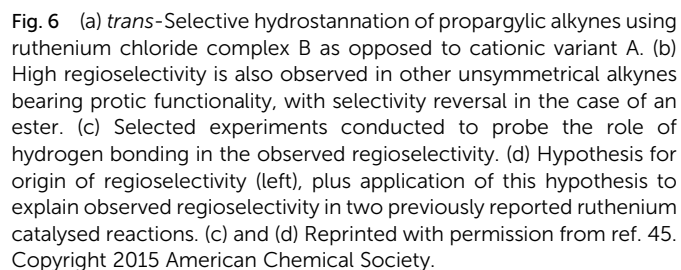 Fig. 6 (a) trans-Selective hydrostannation of propargylic alkynes using
ruthenium chloride complex B as opposed to cationic variant A. (b)
High regioselectivity is also observed in other unsymmetrical alkynes
bearing protic functionality, with selectivity reversal in the case of an
ester. (c) Selected experiments conducted to probe the role of
hydrogen bonding in the observed regioselectivity. (d) Hypothesis for
origin of regioselectivity (left), plus application of this hypothesis to
explain observed regioselectivity in two previously reported ruthenium
catalysed reactions. (c) and (d) Reprinted with permission from ref. 45.
Copyright 2015 American Chemical Society.